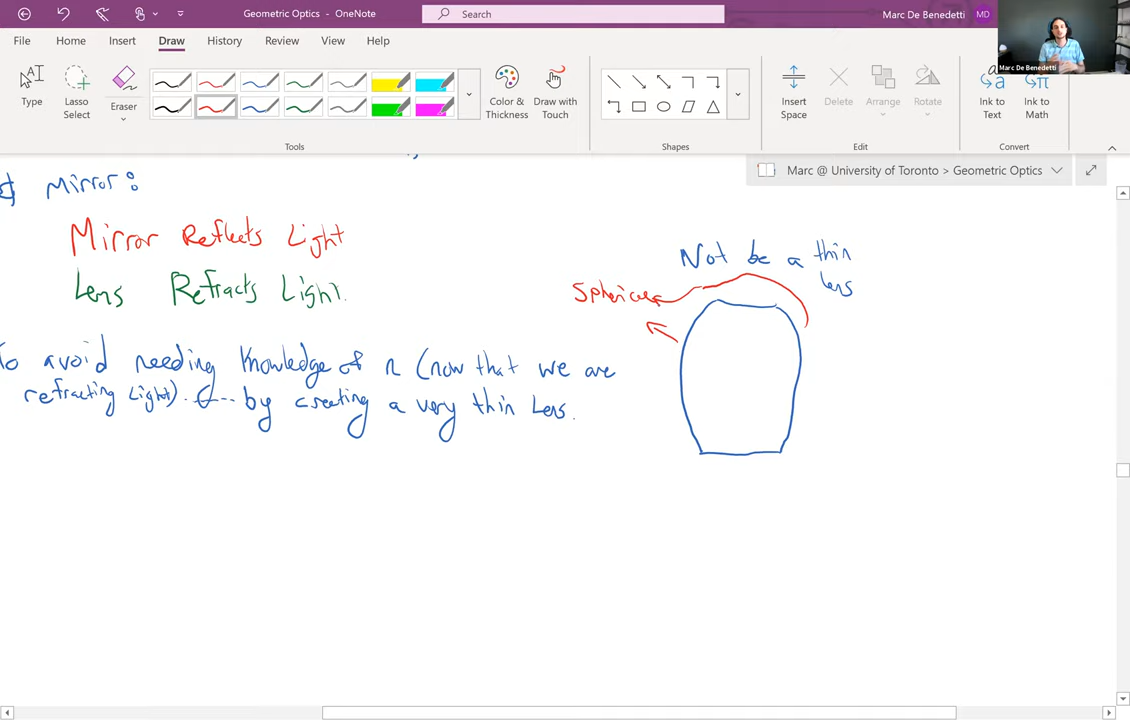 Geometric Optics - OneNote
Search
Marc De Benedetti
MD
Marc De Benedetti
File
Home
Insert
Draw
History
Review
View
Help
Type
Lasso Select
Eraser
Color & Thickness
Draw with Touch
Insert Space
Delete
Arrange
Rotate
Ink to Text
Ink to Math
Tools
Shapes
Edit
Convert
Marc @ University of Toronto > Geometric Optics
Mirror:
Mirror Reflects Light
Lens Refracts Light.
To avoid needing knowledge of n (now that we are
refracting Light). by creating a very thin Lens.
Not be a thin
lens